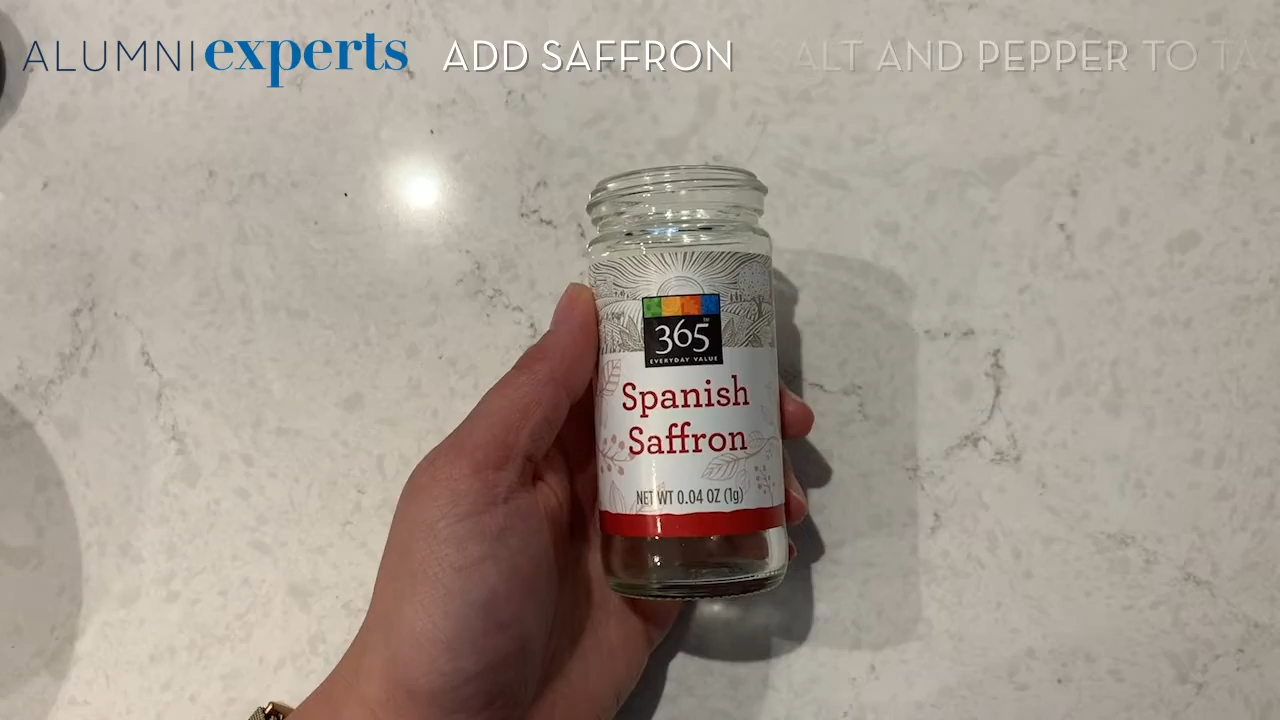 ALUMNI experts ADD SAFFRON ALT AND PEPPER TO TA
365™
EVERYDAY VALUE
Spanish
Saffron
NET WT 0.04 OZ (1g)